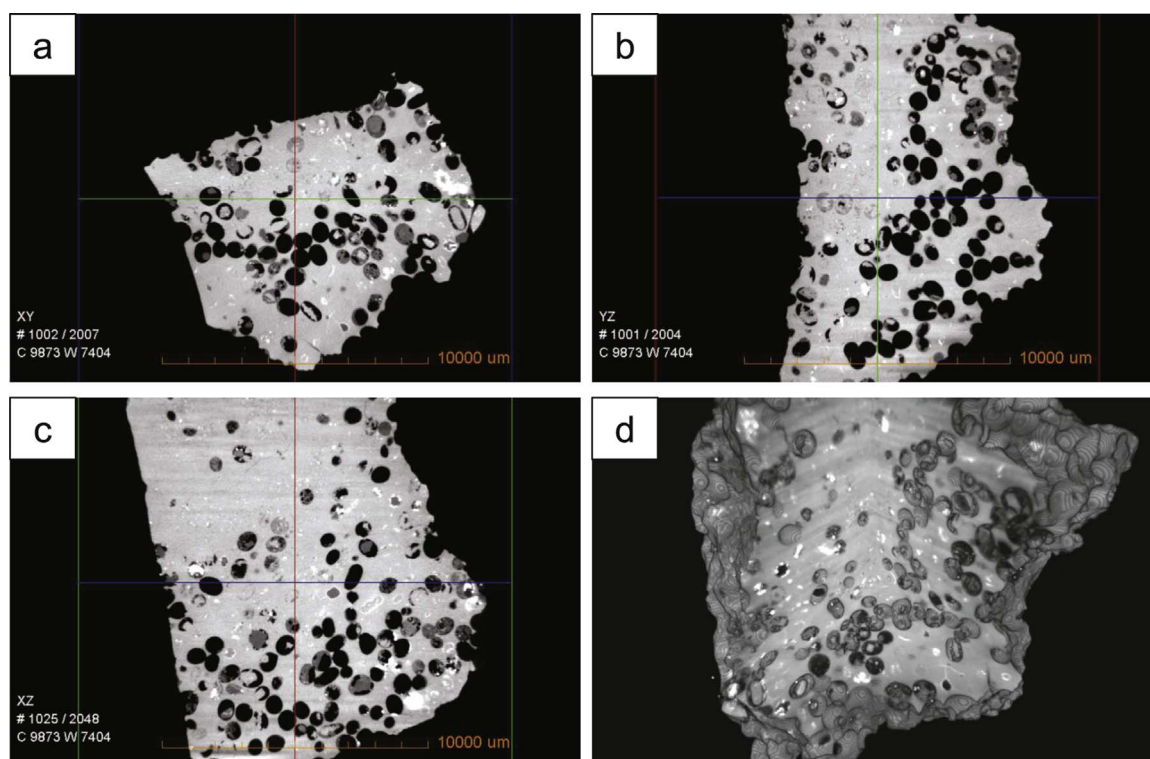 a
XY
# 1002 / 2007
C 9873 W 7404
10000 um
b
YZ
# 1001 / 2004
C 9873 W 7404
10000 um
c
XZ
# 1025 / 2048
C 9873 W 7404
10000 um
d